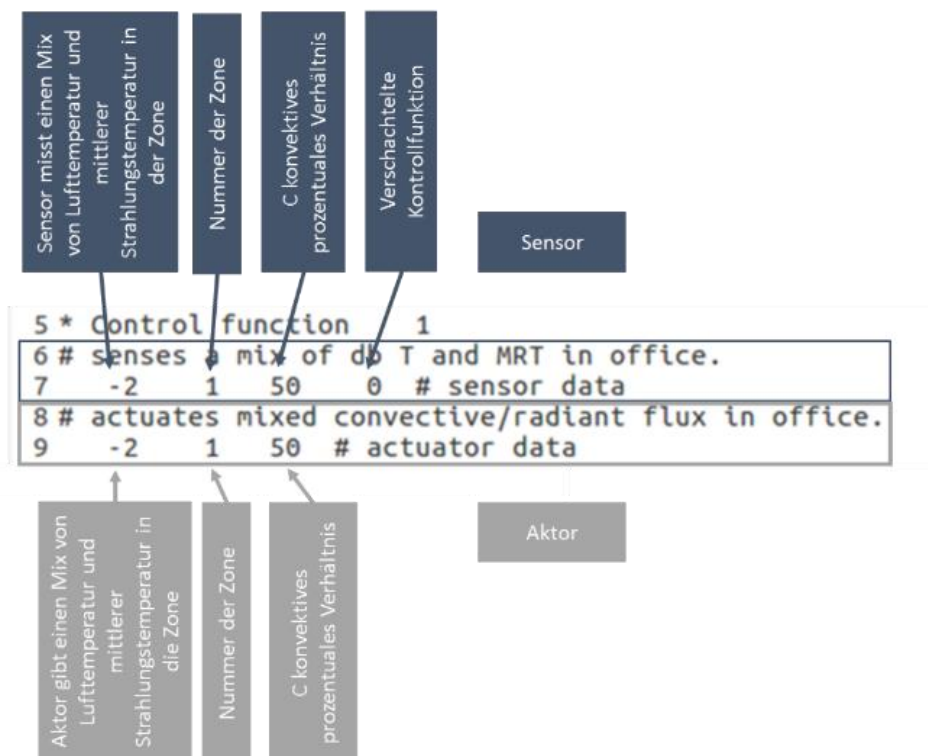 Sensor misst einen Mix
von Lufttemperatur und
mittlerer
Strahlungstemperatur in
der Zone
Nummer der Zone
C konvektives
prozentuales Verhältnis
Verschachtelte
Kontrollfunktion
Sensor
5 * Control function 1
6 # senses a mix of db T and MRT in office.
7 -2 1 50 0 # sensor data
8 # actuates mixed convective/radiant flux in office.
9 -2 1 50 # actuator data
Aktor gibt einen Mix von
Lufttemperatur und
mittlerer
Strahlungstemperatur in
die Zone
Nummer der Zone
C konvektives
prozentuales Verhältnis
Aktor